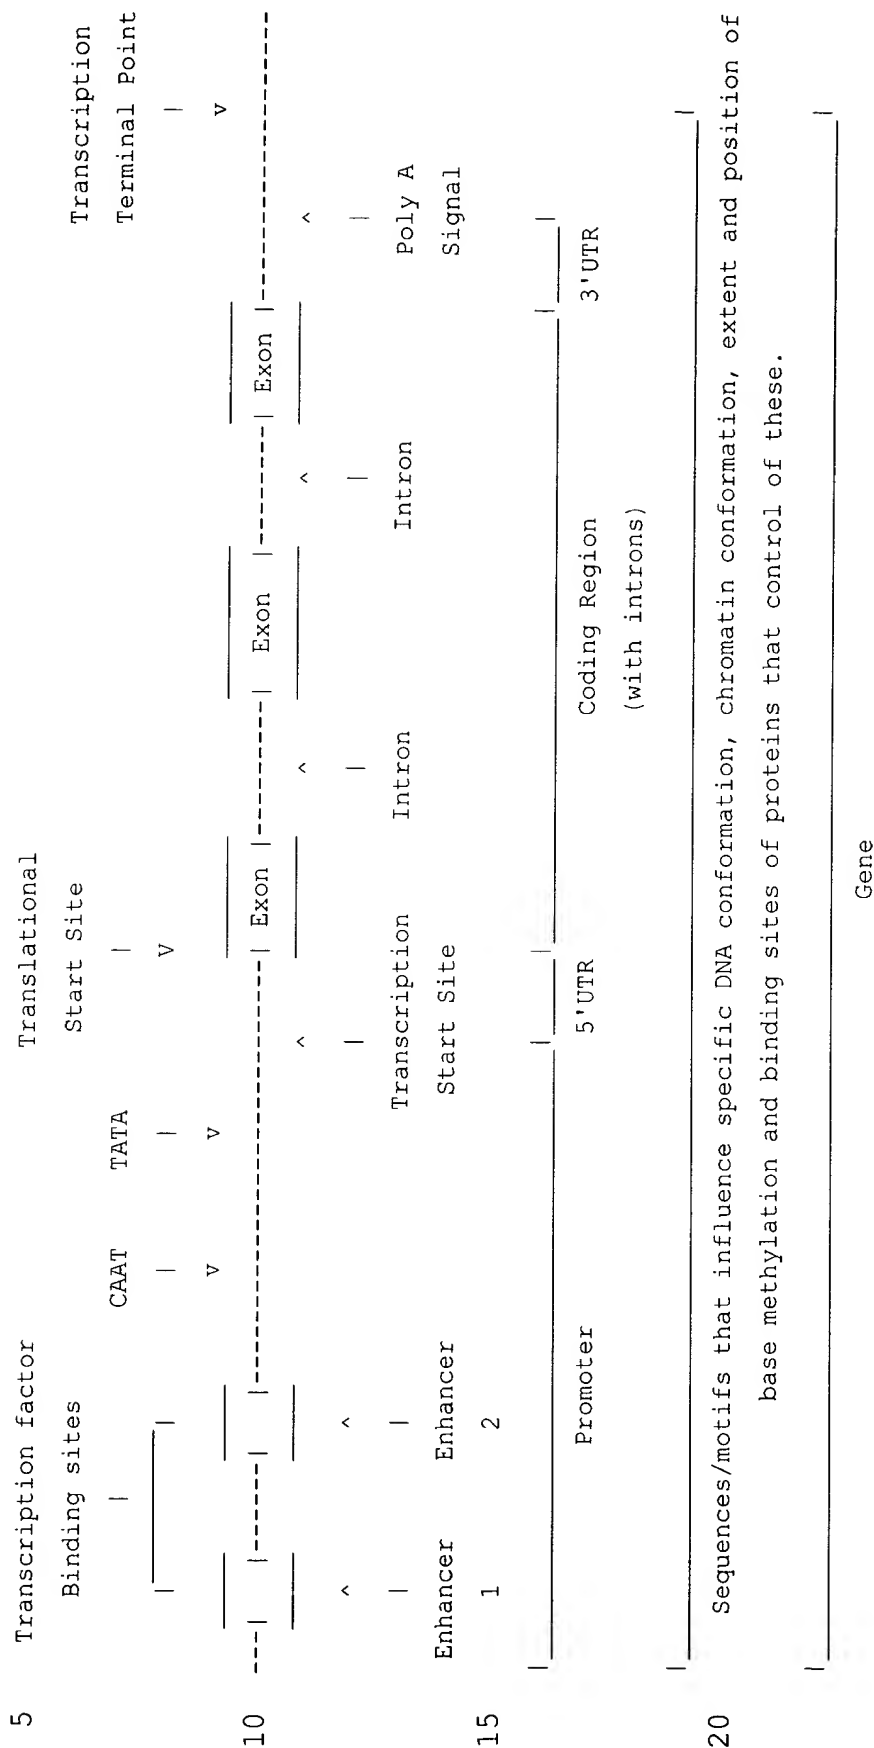 5
Transcription factor Translational Transcription
Binding sites CAAT TATA Start Site Terminal Point
10
Exon Exon Exon
Enhancer Enhancer Transcription Intron Intron Poly A
15
1 2 Start Site Signal
Promoter 5'UTR Coding Region 3'UTR
(with introns)
20
Sequences/motifs that influence specific DNA conformation, chromatin conformation, extent and position of
base methylation and binding sites of proteins that control of these.
Gene